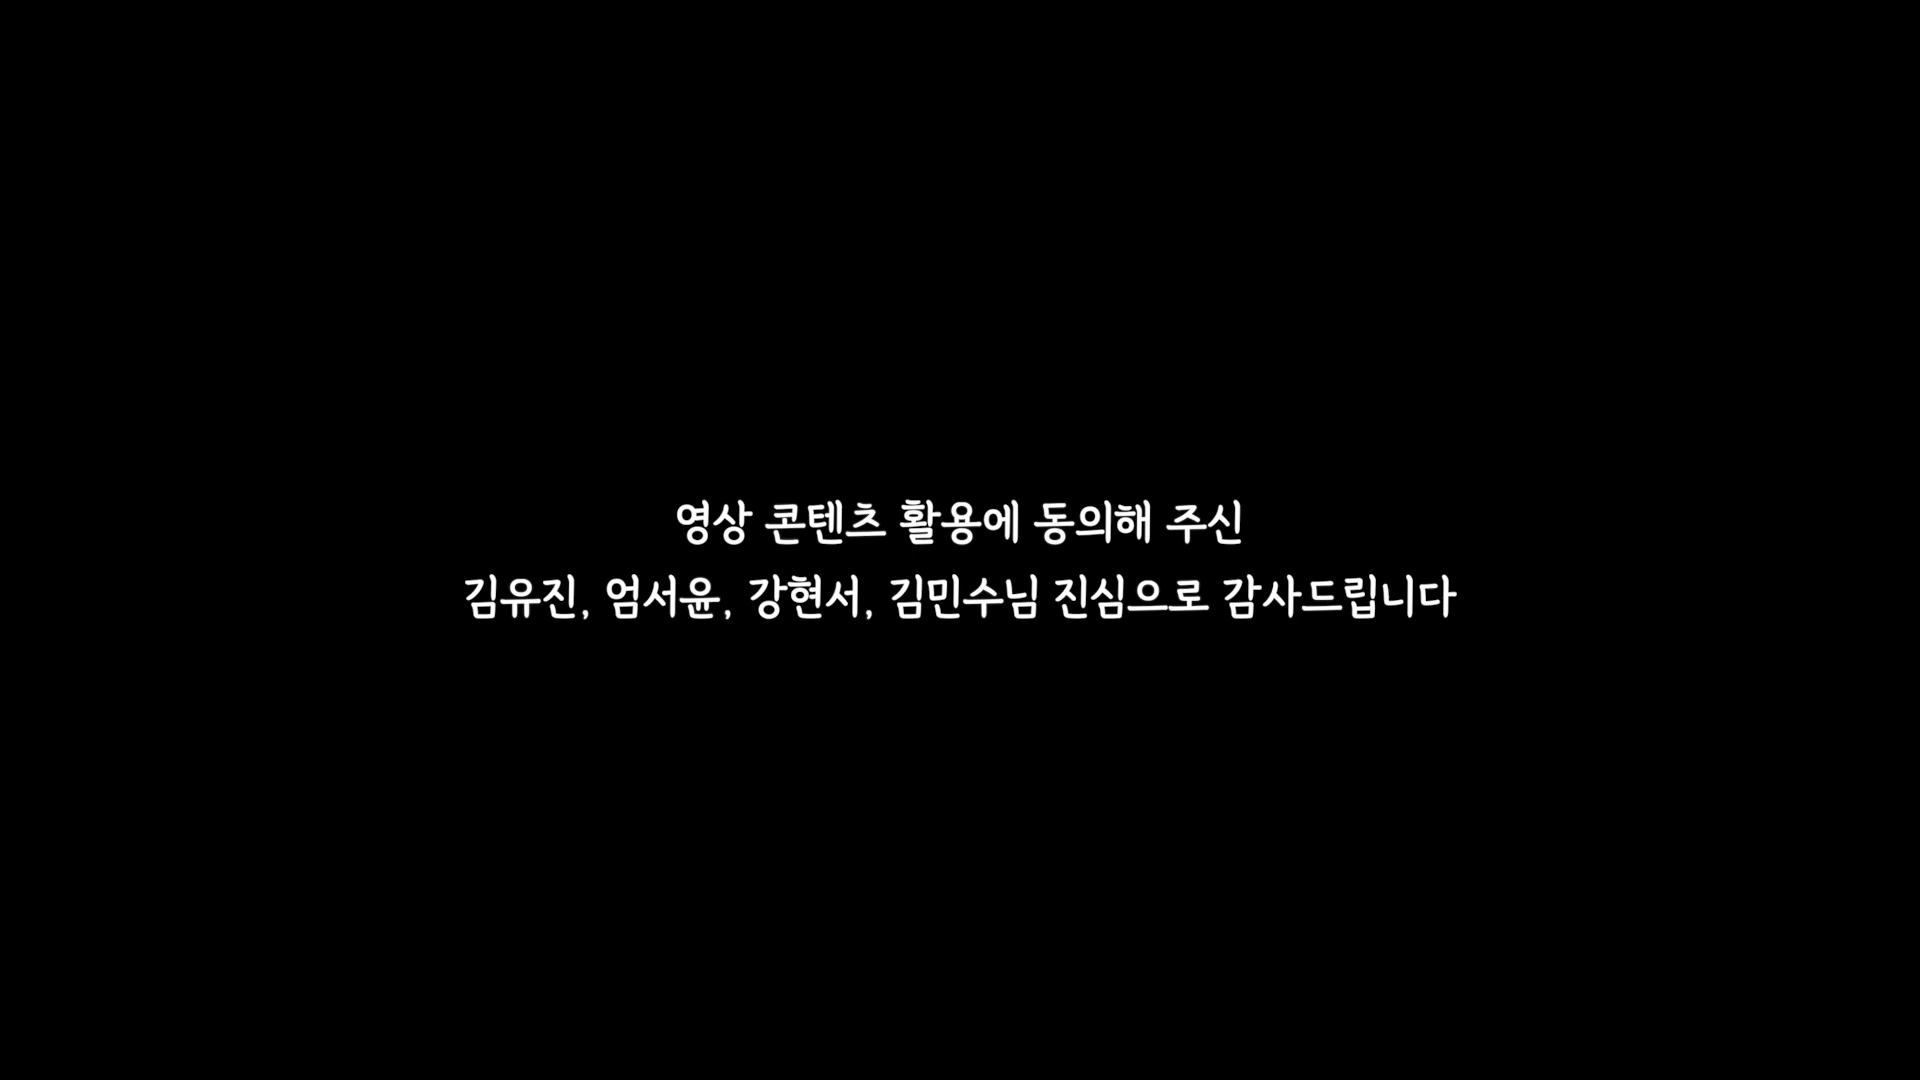 영상 콘텐츠 활용에 동의해 주신
김유진, 엄서윤, 강현서, 김민수님 진심으로 감사드립니다